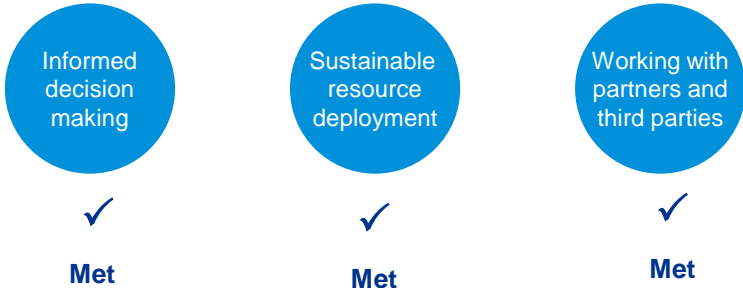 Informed
decision
making
Sustainable
resource
deployment
Working with
partners and
third parties
✓
✓
✓
Met
Met
Met